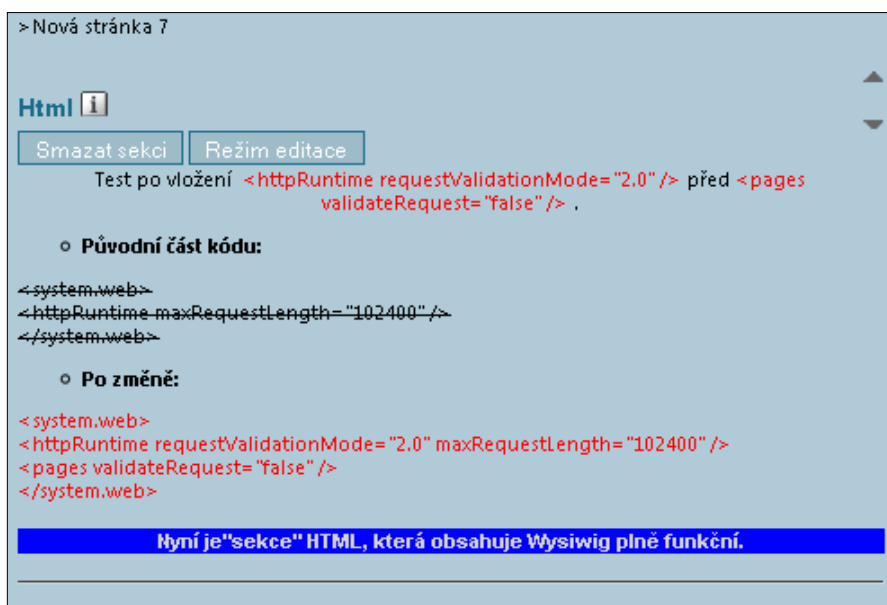 >Nová stránka 7
Html i
Smazat sekci Režim editace
Test po vložení <httpRuntime requestValidationMode="2.0"/> před <pages
validateRequest="false"/> .
Původní část kódu:
<system.web>
<httpRuntime maxRequestLength="102400"/>
</system.web>
Po změně:
<system.web>
<httpRuntime requestValidationMode="2.0" maxRequestLength="102400"/>
<pages validateRequest="false"/>
</system.web>
Nyní je"sekce" HTML, která obsahuje Wysiwig plně funkční.